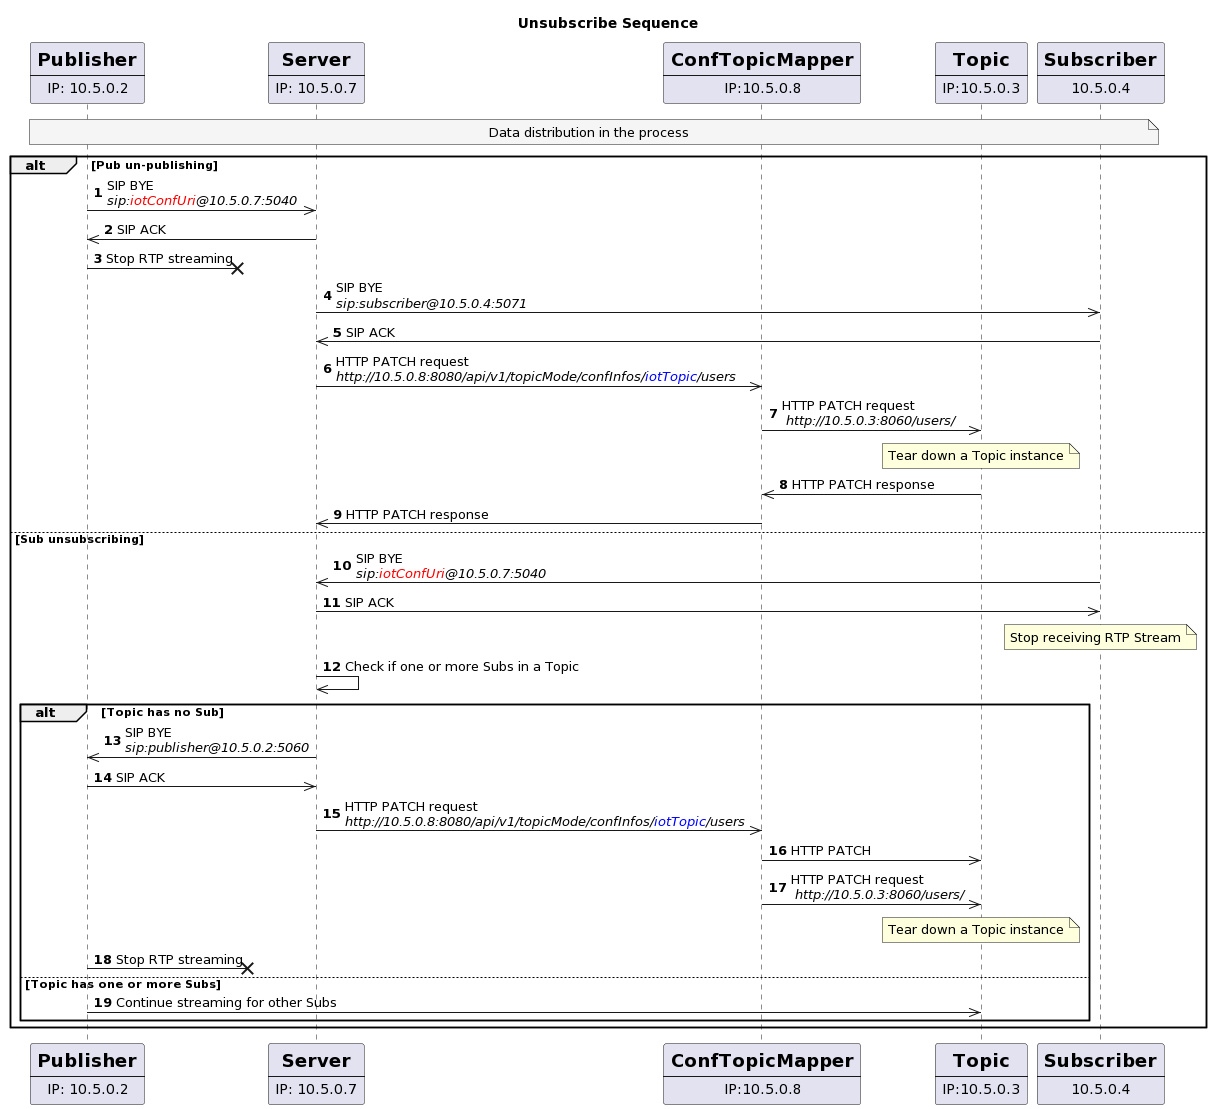 Unsubscribe Sequence
Publisher
IP: 10.5.0.2
Server
IP: 10.5.0.7
ConfTopicMapper
IP:10.5.0.8
Topic
IP:10.5.0.3
Subscriber
10.5.0.4
Data distribution in the process
alt [Pub un-publishing]
1 SIP BYE
sip:iotConfUri@10.5.0.7:5040
2 SIP ACK
3 Stop RTP streaming
4 SIP BYE
sip:subscriber@10.5.0.4:5071
5 SIP ACK
6 HTTP PATCH request
http://10.5.0.8:8080/api/v1/topicMode/confInfos/iotTopic/users
7 HTTP PATCH request
http://10.5.0.3:8060/users/
Tear down a Topic instance
8 HTTP PATCH response
9 HTTP PATCH response
[Sub unsubscribing]
10 SIP BYE
sip:iotConfUri@10.5.0.7:5040
11 SIP ACK
Stop receiving RTP Stream
12 Check if one or more Subs in a Topic
alt [Topic has no Sub]
13 SIP BYE
sip:publisher@10.5.0.2:5060
14 SIP ACK
15 HTTP PATCH request
http://10.5.0.8:8080/api/v1/topicMode/confInfos/iotTopic/users
16 HTTP PATCH
17 HTTP PATCH request
http://10.5.0.3:8060/users/
Tear down a Topic instance
18 Stop RTP streaming
[Topic has one or more Subs]
19 Continue streaming for other Subs
Publisher
IP: 10.5.0.2
Server
IP: 10.5.0.7
ConfTopicMapper
IP:10.5.0.8
Topic
IP:10.5.0.3
Subscriber
10.5.0.4